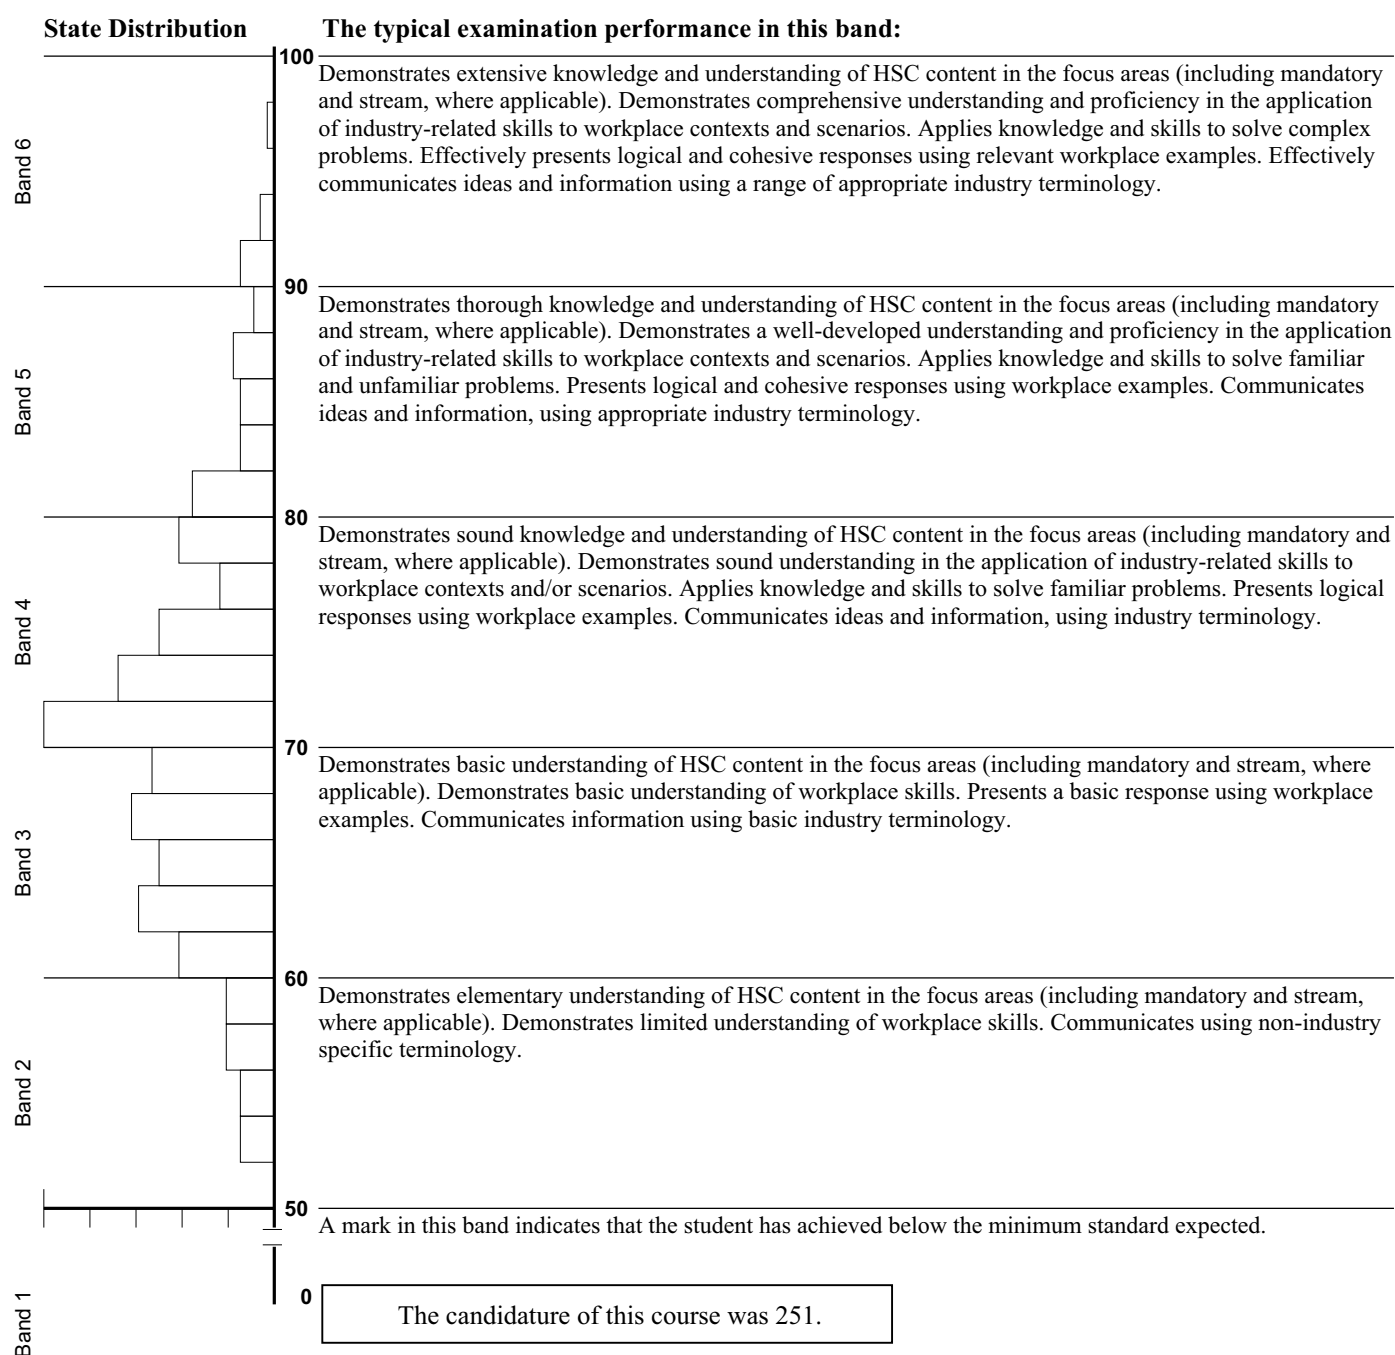 State Distribution
The typical examination performance in this band:
100
Demonstrates extensive knowledge and understanding of HSC content in the focus areas (including mandatory
and stream, where applicable). Demonstrates comprehensive understanding and proficiency in the application
of industry-related skills to workplace contexts and scenarios. Applies knowledge and skills to solve complex
problems. Effectively presents logical and cohesive responses using relevant workplace examples. Effectively
communicates ideas and information using a range of appropriate industry terminology.
Band 6
90
Demonstrates thorough knowledge and understanding of HSC content in the focus areas (including mandatory
and stream, where applicable). Demonstrates a well-developed understanding and proficiency in the application
of industry-related skills to workplace contexts and scenarios. Applies knowledge and skills to solve familiar
and unfamiliar problems. Presents logical and cohesive responses using workplace examples. Communicates
ideas and information, using appropriate industry terminology.
Band 5
80
Demonstrates sound knowledge and understanding of HSC content in the focus areas (including mandatory and
stream, where applicable). Demonstrates sound understanding in the application of industry-related skills to
workplace contexts and/or scenarios. Applies knowledge and skills to solve familiar problems. Presents logical
responses using workplace examples. Communicates ideas and information, using industry terminology.
Band 4
70
Demonstrates basic understanding of HSC content in the focus areas (including mandatory and stream, where
applicable). Demonstrates basic understanding of workplace skills. Presents a basic response using workplace
examples. Communicates information using basic industry terminology.
Band 3
60
Demonstrates elementary understanding of HSC content in the focus areas (including mandatory and stream,
where applicable). Demonstrates limited understanding of workplace skills. Communicates using non-industry
specific terminology.
Band 2
50
A mark in this band indicates that the student has achieved below the minimum standard expected.
0
Band 1
The candidature of this course was 251.